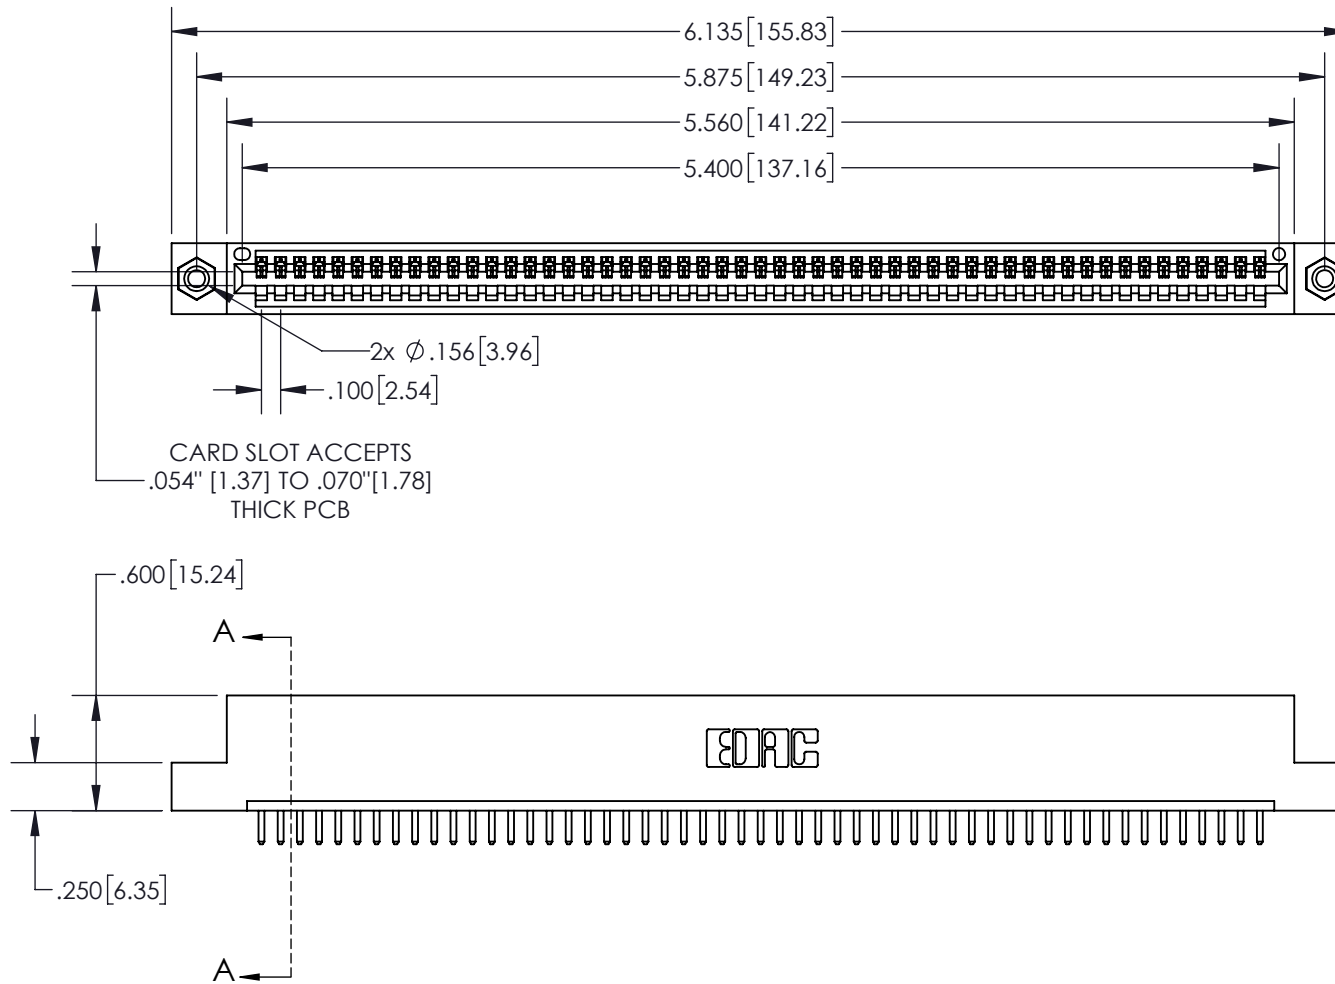 6.135[155.83]
5.875[149.23]
5.560[141.22]
5.400[137.16]
2x Ø.156[3.96]
.100[2.54]
CARD SLOT ACCEPTS
.054" [1.37] TO .070"[1.78]
THICK PCB
.600[15.24]
A
EDAC
.250[6.35]
A